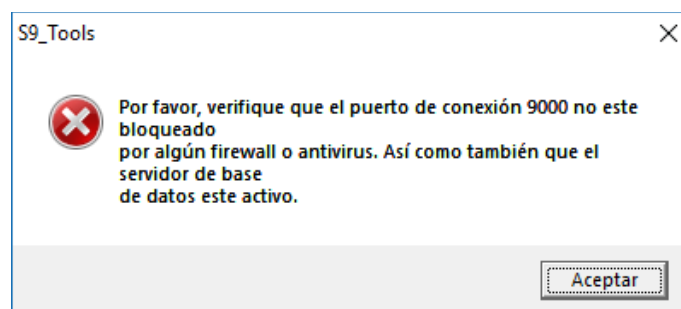 S9_Tools
Por favor, verifique que el puerto de conexión 9000 no este
bloqueado
por algún firewall o antivirus. Así como también que el
servidor de base
de datos este activo.
Aceptar